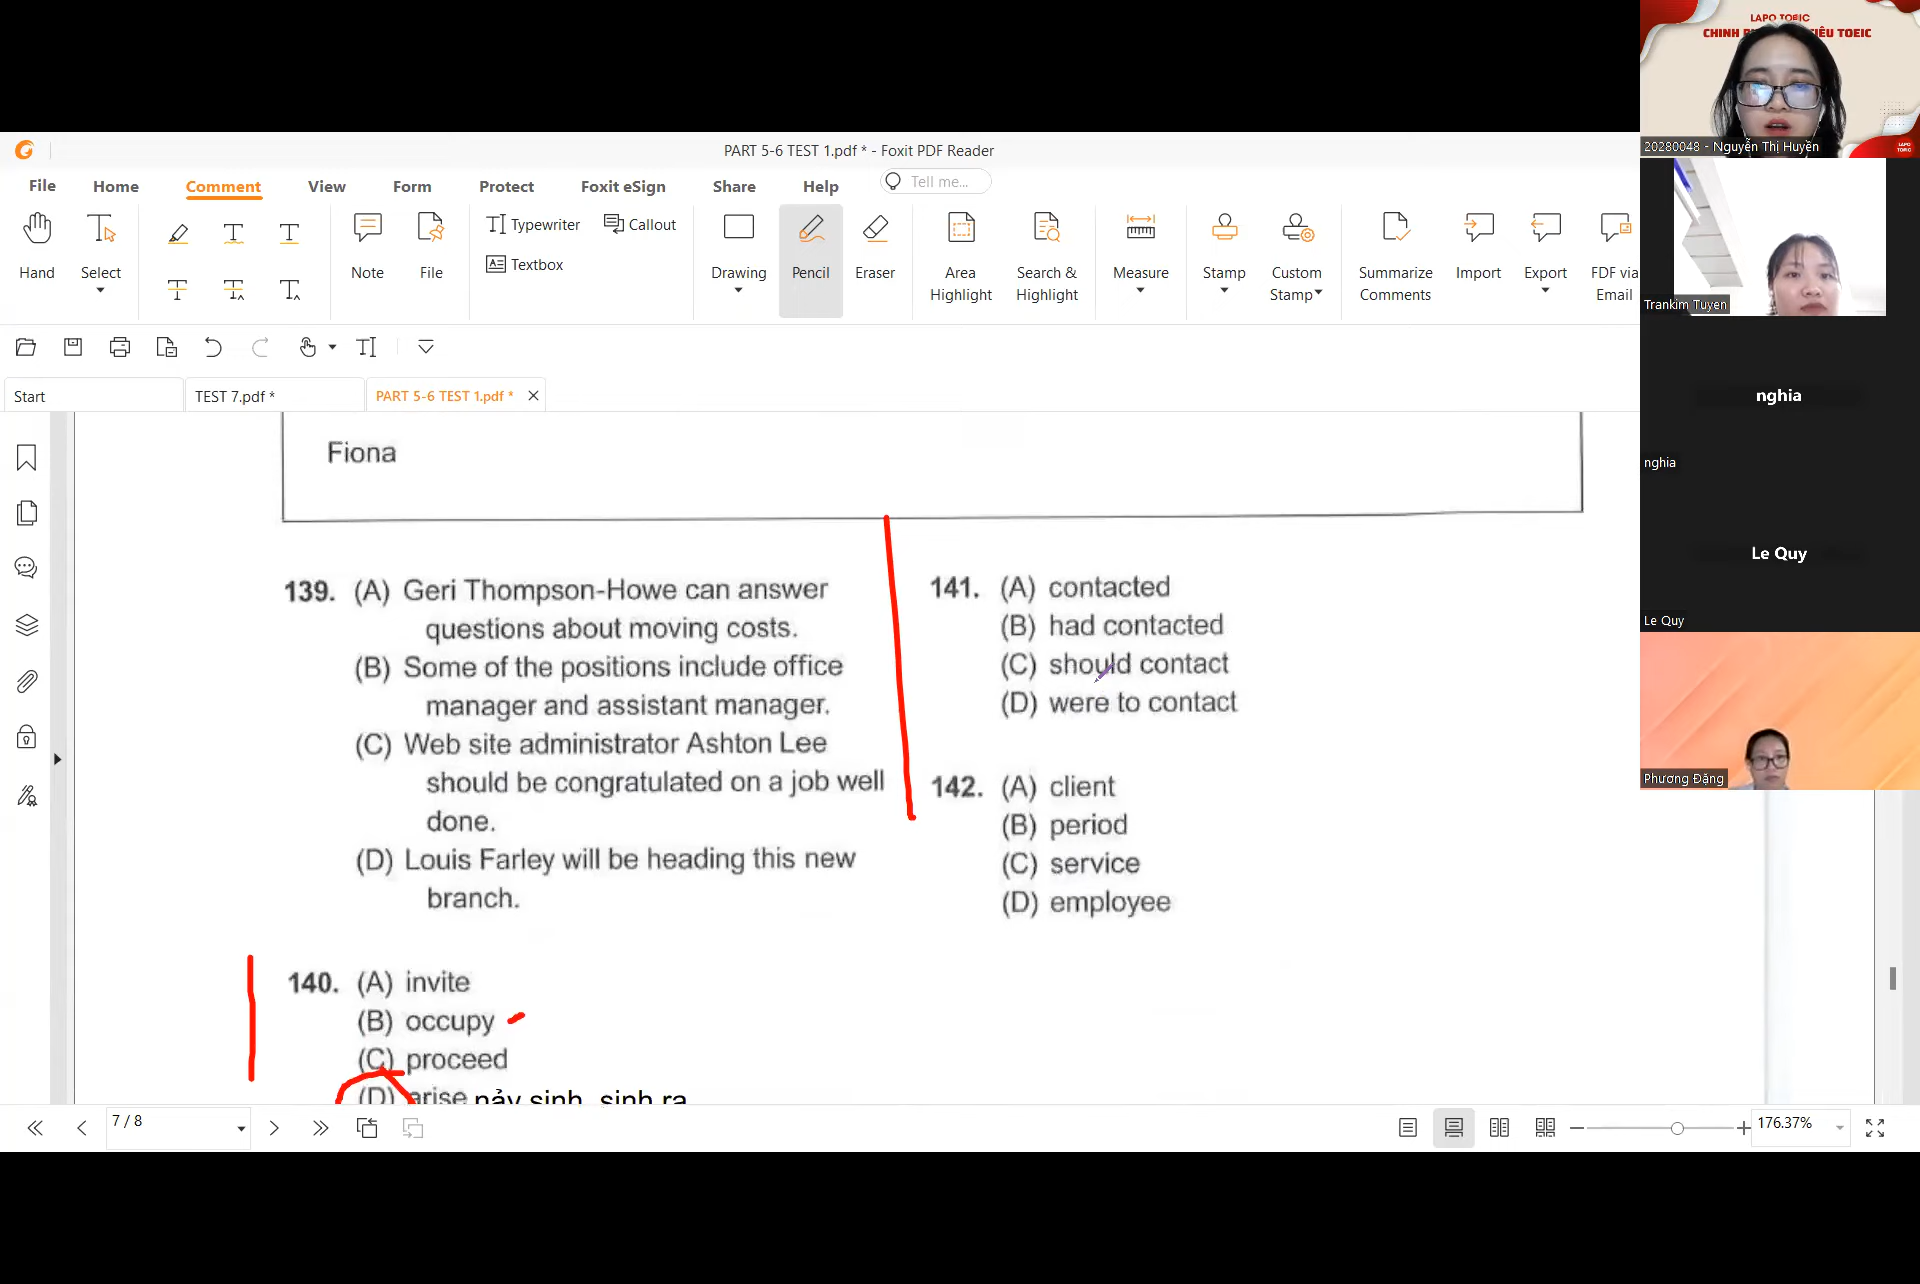 LAPO TOEIC
CHINH
TIÊU TOEIC
20280048 - Nguyễn Thị Huyền
PART 5-6 TEST 1.pdf * - Foxit PDF Reader
File
Home
Comment
View
Form
Protect
Foxit eSign
Share
Help
Tell me...
Hand
Select
Note
File
Typewriter
Callout
Textbox
Drawing
Pencil
Eraser
Area Highlight
Search & Highlight
Measure
Stamp
Custom Stamp
Summarize Comments
Import
Export
FDF via Email
Trankim Tuyen
Start
TEST 7.pdf *
PART 5-6 TEST 1.pdf *
nghia
nghia
Le Quy
Le Quy
Phương Đặng
Fiona
139. (A) Geri Thompson-Howe can answer
questions about moving costs.
(B) Some of the positions include office
manager and assistant manager.
(C) Web site administrator Ashton Lee
should be congratulated on a job well
done.
(D) Louis Farley will be heading this new
branch.
140. (A) invite
(B) occupy
(C) proceed
(D) arise nảy sinh, sinh ra
141. (A) contacted
(B) had contacted
(C) should contact
(D) were to contact
142. (A) client
(B) period
(C) service
(D) employee
7 / 8
176.37%